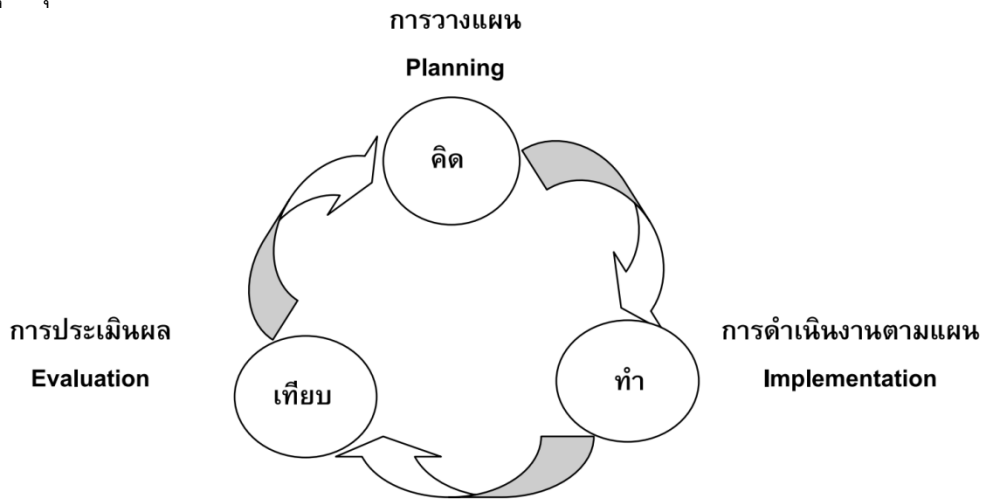 การวางแผน
Planning
คิด
การประเมินผล
Evaluation
เทียบ
การดำเนินงานตามแผน
Implementation
ทำ